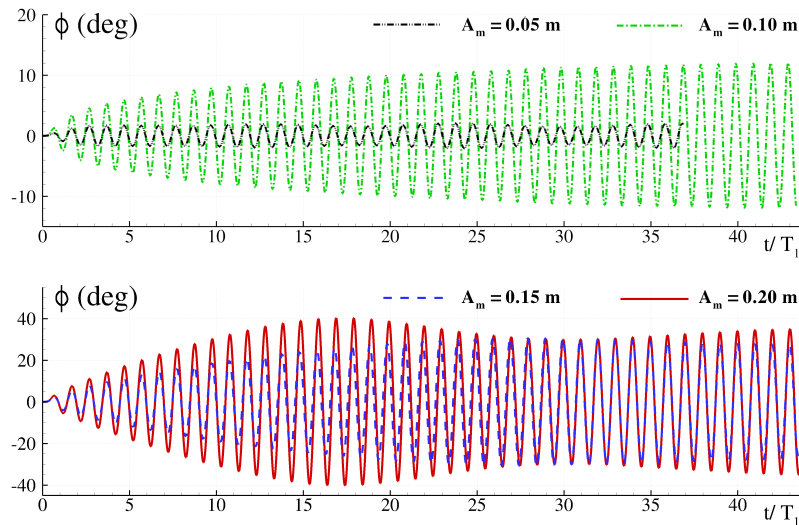 20
ϕ (deg)
A_m = 0.05 m
A_m = 0.10 m
10
0
-10
0 5 10 15 20 25 30 35 40
t/ T_1
ϕ (deg)
A_m = 0.15 m
A_m = 0.20 m
40
20
0
-20
-40
0 5 10 15 20 25 30 35 40
t/ T_1